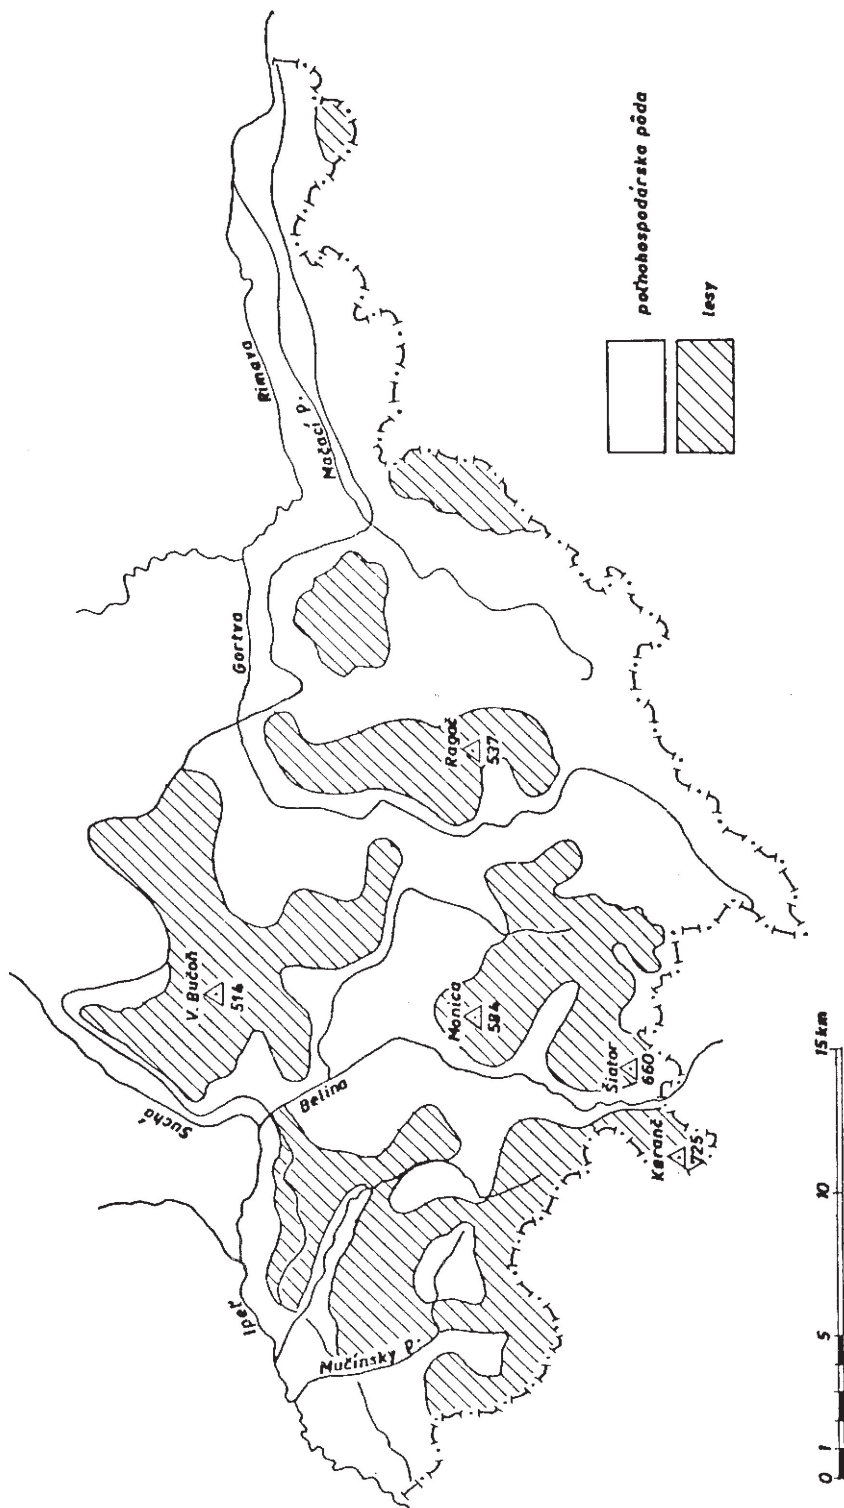 Suchá
V. Bučoň
514
Ipeľ
Belina
Mučínsky p.
Monica
584
Šiator
660
Karanč
725
Gortva
Ragač
537
Rimava
Mačací p.
poľnohospodárska pôda
lesy
0 1 5 10 15 km